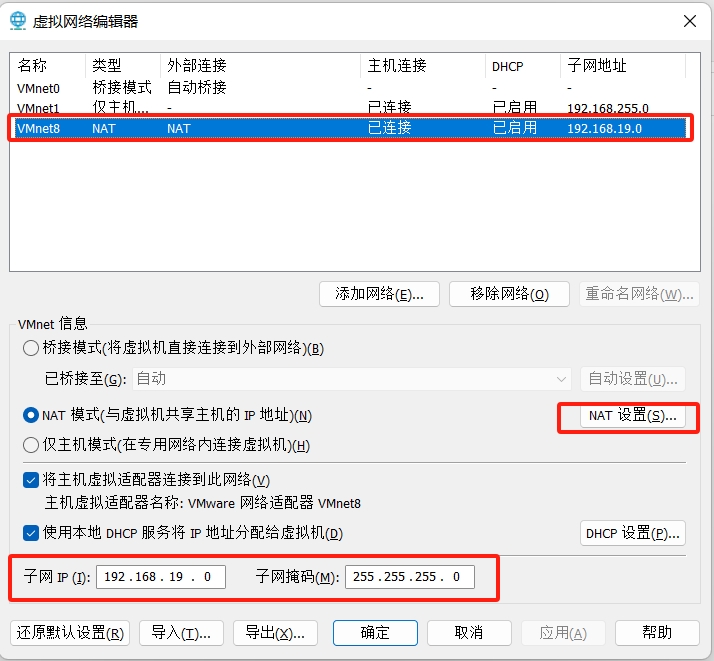 虚拟网络编辑器
名称 类型 外部连接 主机连接 DHCP 子网地址
VMnet0 桥接模式 自动桥接 - - -
VMnet1 仅主机... - 已连接 已启用 192.168.255.0
VMnet8 NAT NAT 已连接 已启用 192.168.19.0
添加网络(E)... 移除网络(O) 重命名网络(W)...
VMnet 信息
桥接模式(将虚拟机直接连接到外部网络)(B)
已桥接至(G): 自动 自动设置(U)...
NAT 模式(与虚拟机共享主机的 IP 地址)(N) NAT 设置(S)...
仅主机模式(在专用网络内连接虚拟机)(H)
将主机虚拟适配器连接到此网络(V)
主机虚拟适配器名称: VMware 网络适配器 VMnet8
使用本地 DHCP 服务将 IP 地址分配给虚拟机(D) DHCP 设置(P)...
子网 IP (I): 192 . 168 . 19 . 0 子网掩码(M): 255 . 255 . 255 . 0
还原默认设置(R) 导入(T)... 导出(X)... 确定 取消 应用(A) 帮助